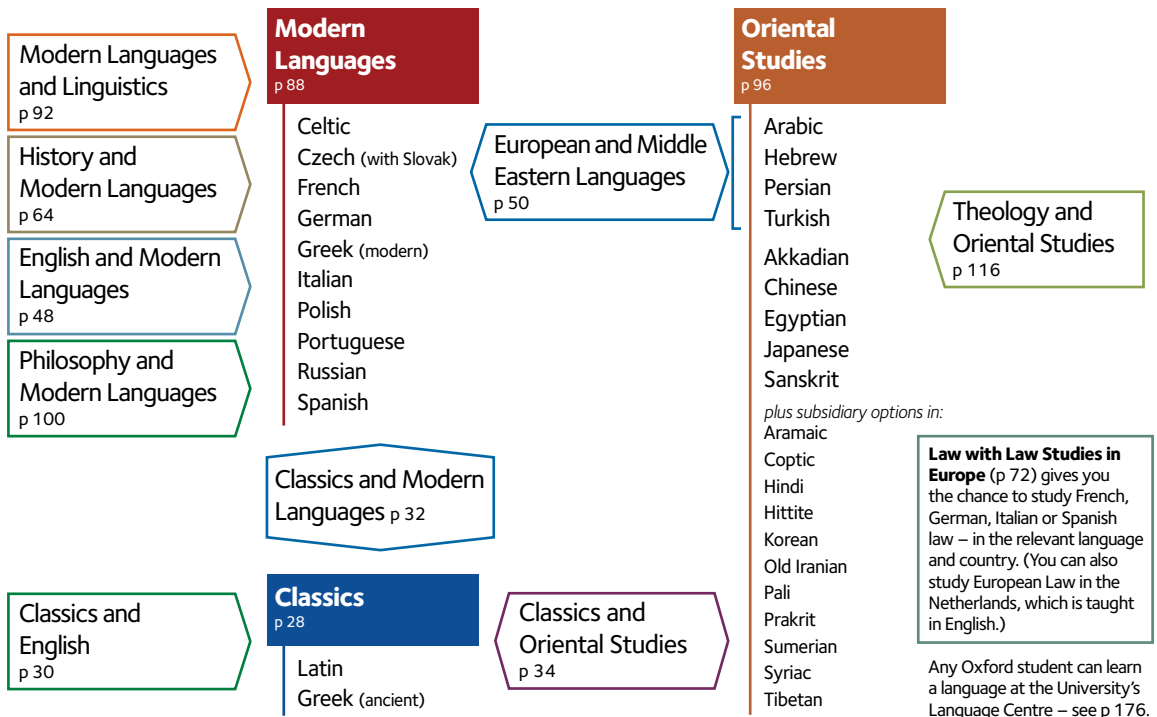 Modern Languages
and Linguistics
p 92
History and
Modern Languages
p 64
English and Modern
Languages
p 48
Philosophy and
Modern Languages
p 100
Modern
Languages
p 88
Celtic
Czech (with Slovak)
French
German
Greek (modern)
Italian
Polish
Portuguese
Russian
Spanish
European and Middle
Eastern Languages
p 50
Oriental
Studies
p 96
Arabic
Hebrew
Persian
Turkish
Akkadian
Chinese
Egyptian
Japanese
Sanskrit
plus subsidiary options in:
Aramaic
Coptic
Hindi
Hittite
Korean
Old Iranian
Pali
Prakrit
Sumerian
Syriac
Tibetan
Theology and
Oriental Studies
p 116
Classics and Modern
Languages p 32
Classics and
English
p 30
Classics
p 28
Latin
Greek (ancient)
Classics and
Oriental Studies
p 34
Law with Law Studies in
Europe (p 72) gives you
the chance to study French,
German, Italian or Spanish
law – in the relevant language
and country. (You can also
study European Law in the
Netherlands, which is taught
in English.)
Any Oxford student can learn
a language at the University's
Language Centre – see p 176.